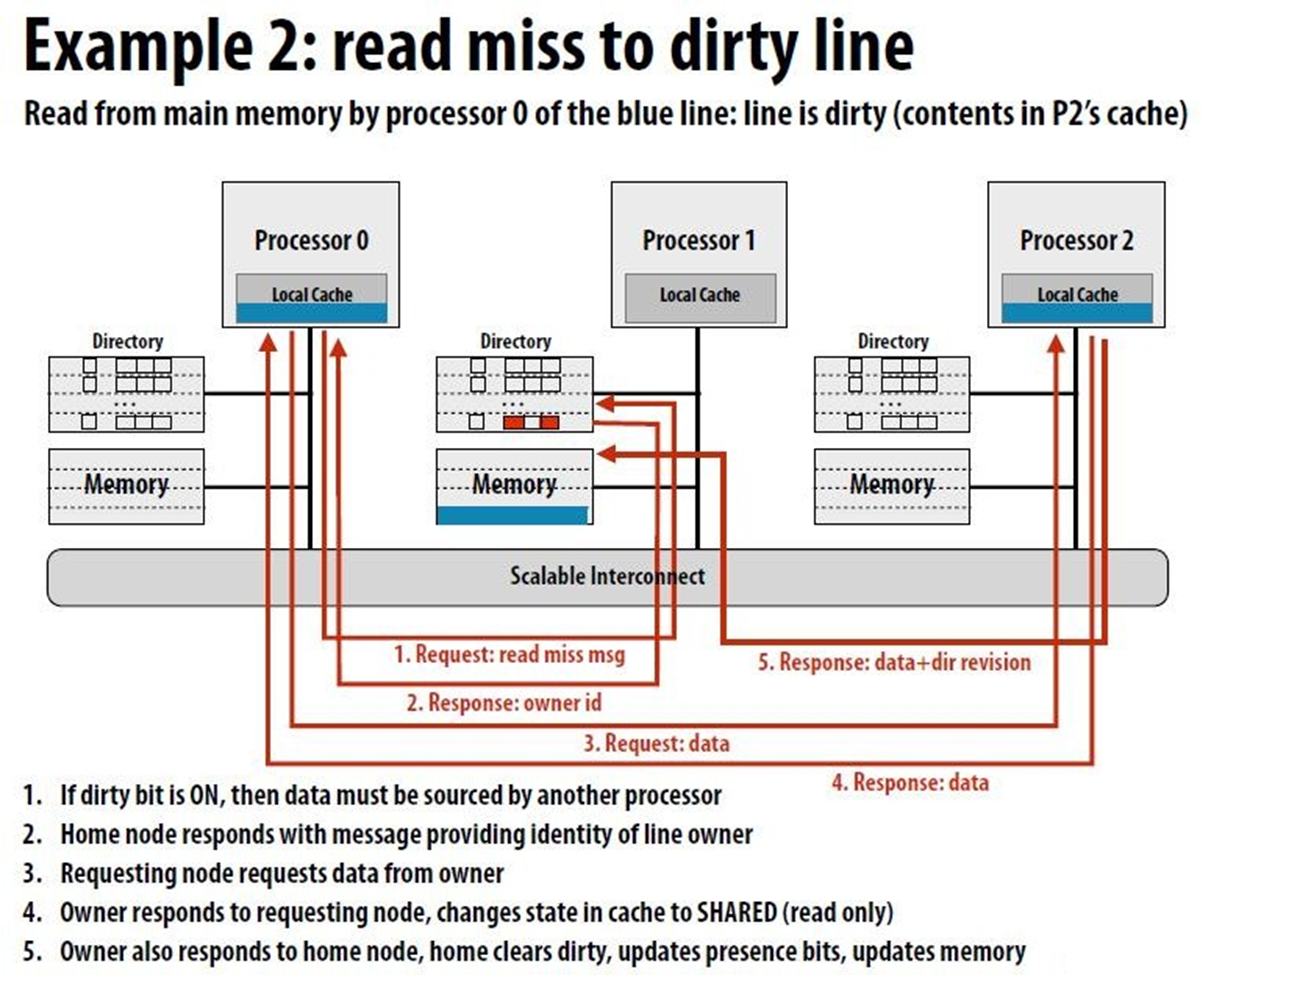 Example 2: read miss to dirty line
Read from main memory by processor 0 of the blue line: line is dirty (contents in P2's cache)
Processor 0
Local Cache
Processor 1
Local Cache
Processor 2
Local Cache
Directory
...
Memory
Directory
...
Memory
Directory
...
Memory
Scalable Interconnect
1. Request: read miss msg
2. Response: owner id
3. Request: data
4. Response: data
5. Response: data+dir revision
1. If dirty bit is ON, then data must be sourced by another processor
2. Home node responds with message providing identity of line owner
3. Requesting node requests data from owner
4. Owner responds to requesting node, changes state in cache to SHARED (read only)
5. Owner also responds to home node, home clears dirty, updates presence bits, updates memory